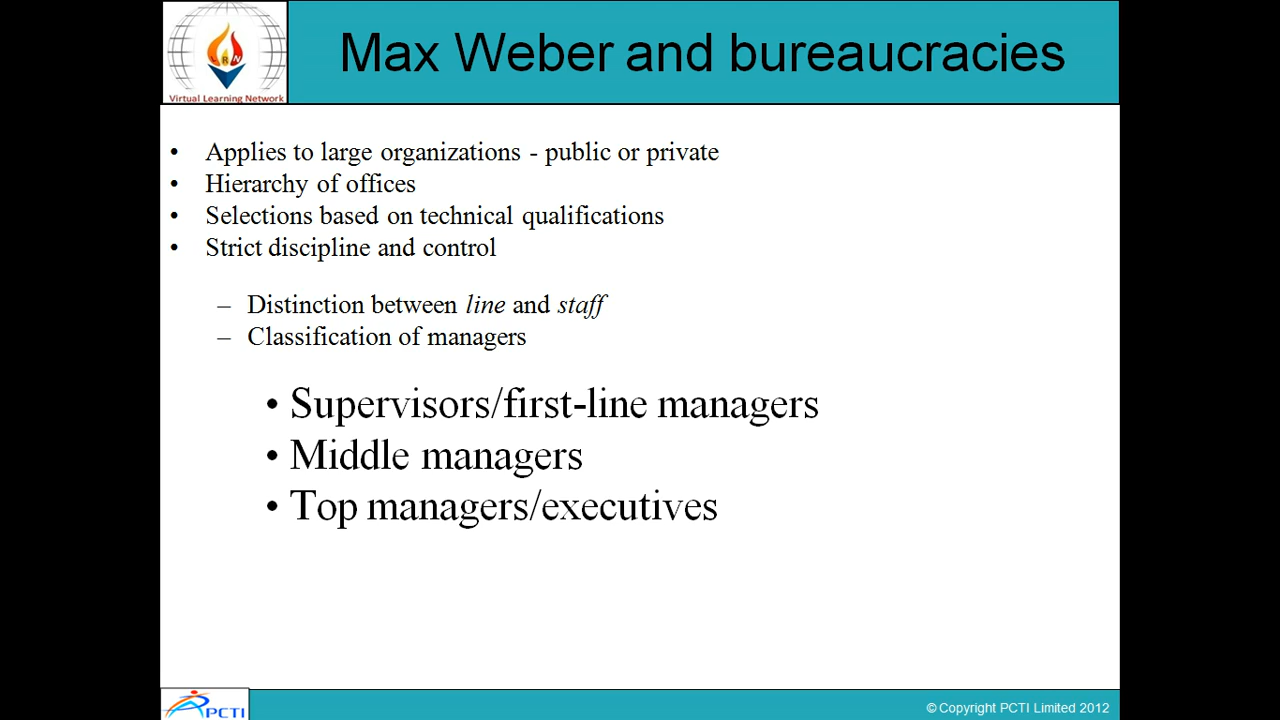 LRN
Virtual Learning Network
Max Weber and bureaucracies
• Applies to large organizations - public or private
• Hierarchy of offices
• Selections based on technical qualifications
• Strict discipline and control
– Distinction between line and staff
– Classification of managers
• Supervisors/first-line managers
• Middle managers
• Top managers/executives
PCTI
© Copyright PCTI Limited 2012